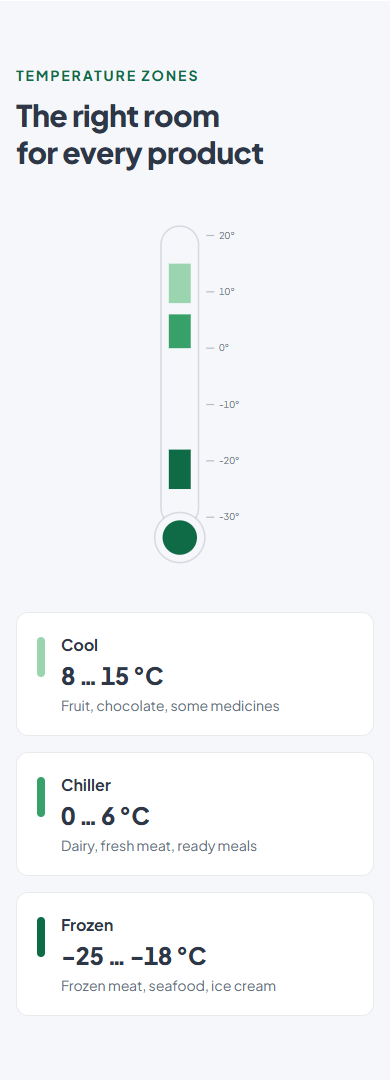 TEMPERATURE ZONES
The right room
for every product
20°
10°
0°
-10°
-20°
-30°
Cool
8 … 15 °C
Fruit, chocolate, some medicines
Chiller
0 … 6 °C
Dairy, fresh meat, ready meals
Frozen
−25 … −18 °C
Frozen meat, seafood, ice cream